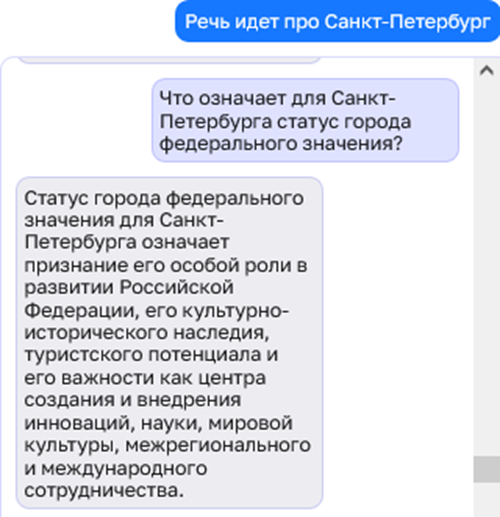 Речь идет про Санкт-Петербург
Что означает для Санкт-
Петербурга статус города
федерального значения?
Статус города федерального
значения для Санкт-
Петербурга означает
признание его особой роли в
развитии Российской
Федерации, его культурно-
исторического наследия,
туристского потенциала и
его важности как центра
создания и внедрения
инноваций, науки, мировой
культуры, межрегионального
и международного
сотрудничества.